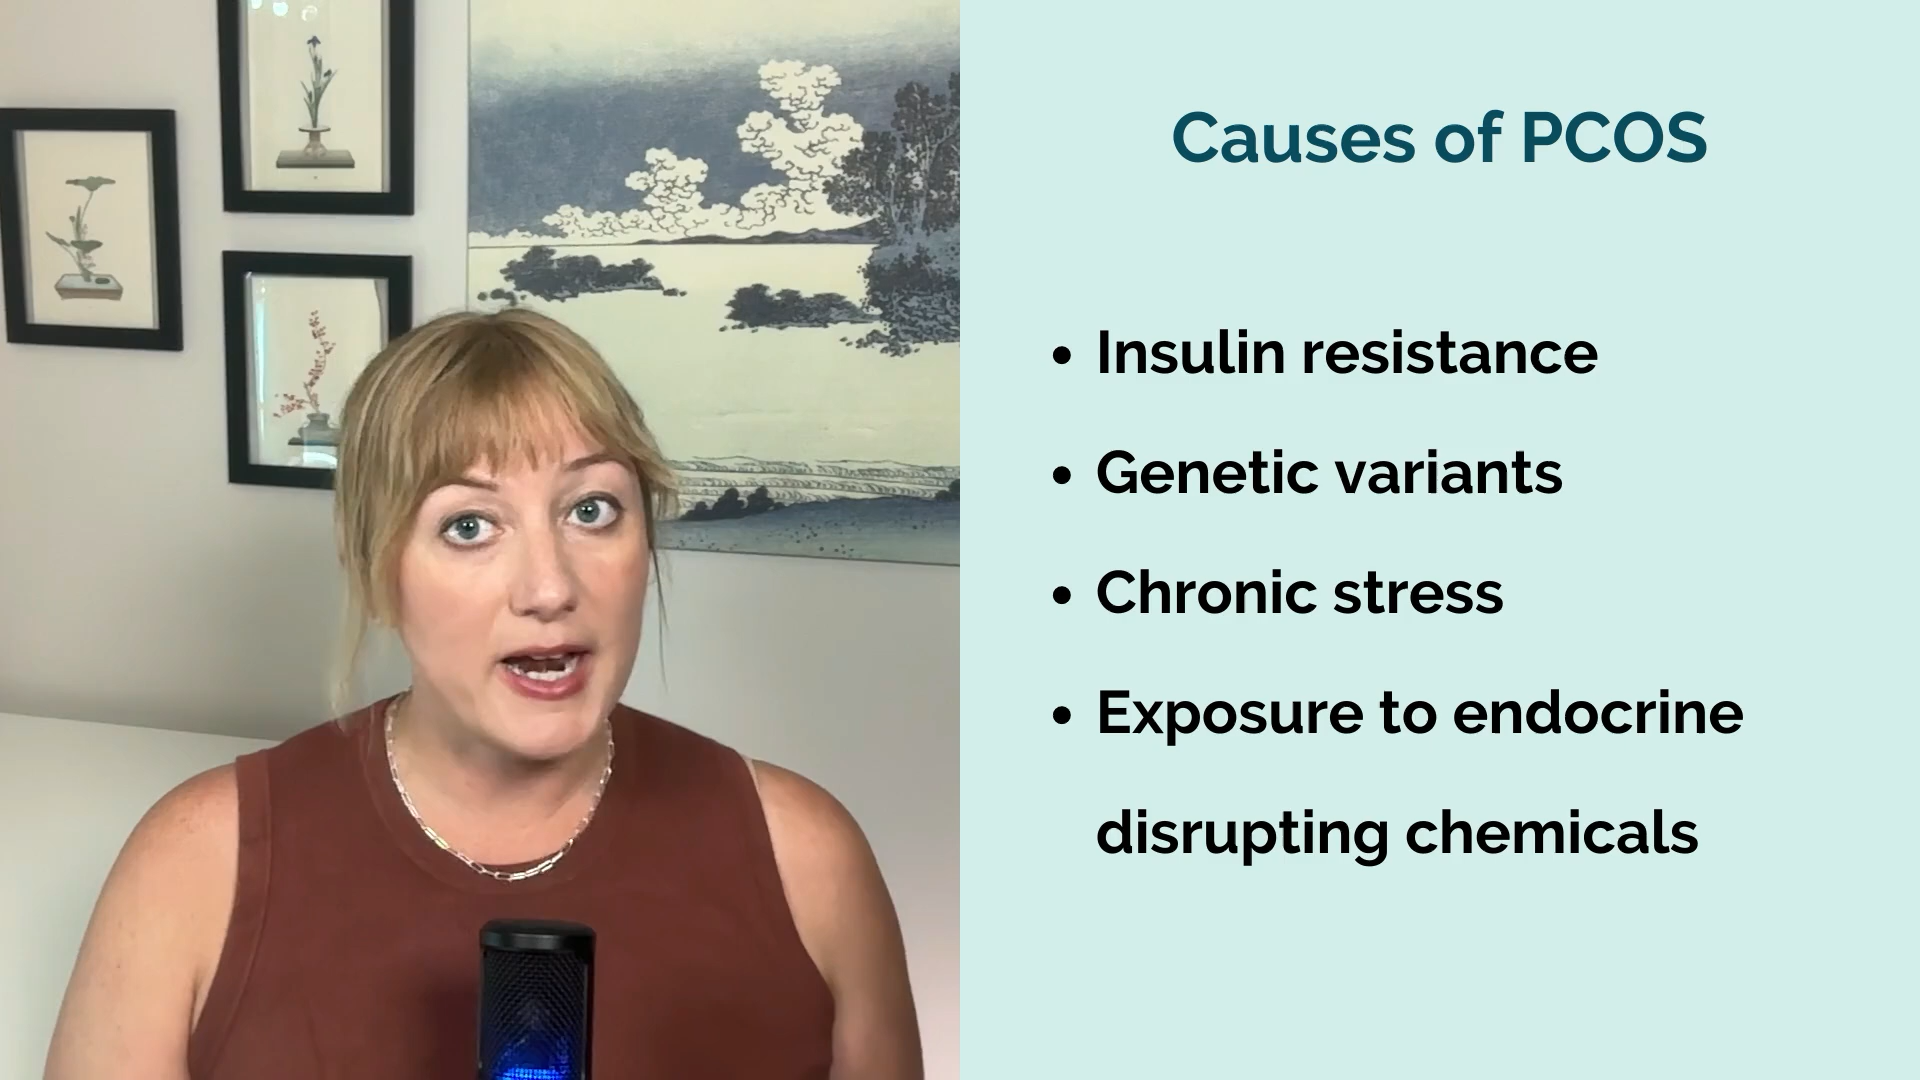 Causes of PCOS
Insulin resistance
Genetic variants
Chronic stress
Exposure to endocrine
disrupting chemicals